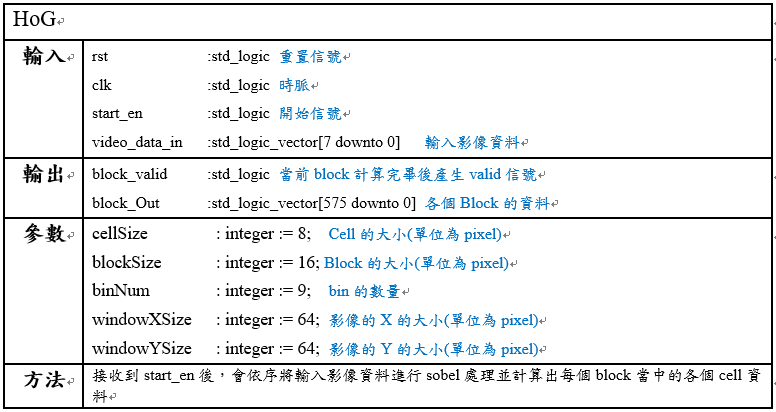 HoG
輸入 rst :std_logic 重置信號
clk :std_logic 時脈
start_en :std_logic 開始信號
video_data_in :std_logic_vector[7 downto 0] 輸入影像資料
輸出 block_valid :std_logic 當前 block 計算完畢後產生 valid 信號
block_Out :std_logic_vector[575 downto 0] 各個 Block 的資料
參數 cellSize : integer := 8; Cell 的大小(單位為 pixel)
blockSize : integer := 16; Block 的大小(單位為 pixel)
binNum : integer := 9; bin 的數量
windowXSize : integer := 64; 影像的 X 的大小(單位為 pixel)
windowYSize : integer := 64; 影像的 Y 的大小(單位為 pixel)
方法 接收到 start_en 後，會依序將輸入影像資料進行 sobel 處理並計算出每個 block 當中的各個 cell 資
料